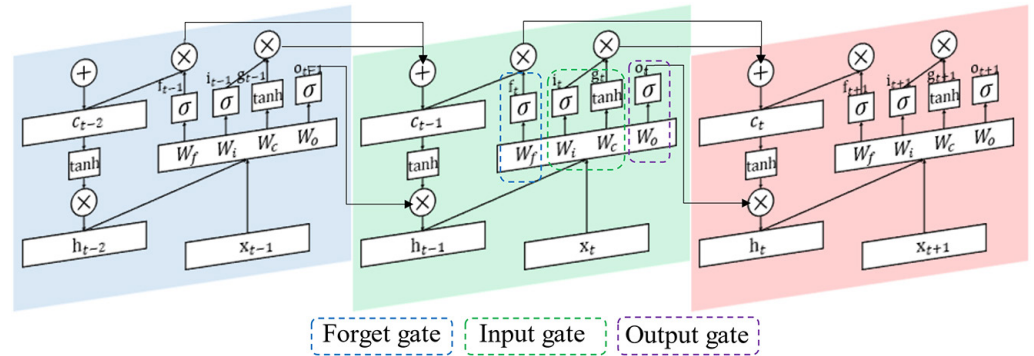 f_{t−1} i_{t−1} g_{t−1} o_{t−1}
σ σ tanh σ
c_{t−2}
W_f W_i W_c W_o
tanh
h_{t−2} x_{t−1}
f_t i_t g_t o_t
σ σ tanh σ
c_{t−1}
W_f W_i W_c W_o
tanh
h_{t−1} x_t
f_{t+1} i_{t+1} g_{t+1} o_{t+1}
σ σ tanh σ
c_t
W_f W_i W_c W_o
tanh
h_t x_{t+1}
Forget gate Input gate Output gate